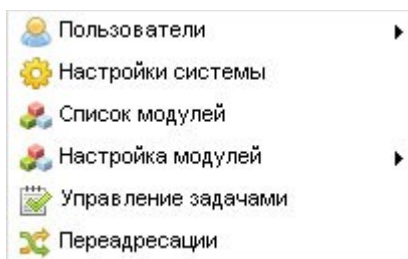 Пользователи
Настройки системы
Список модулей
Настройка модулей
Управление задачами
Переадресации